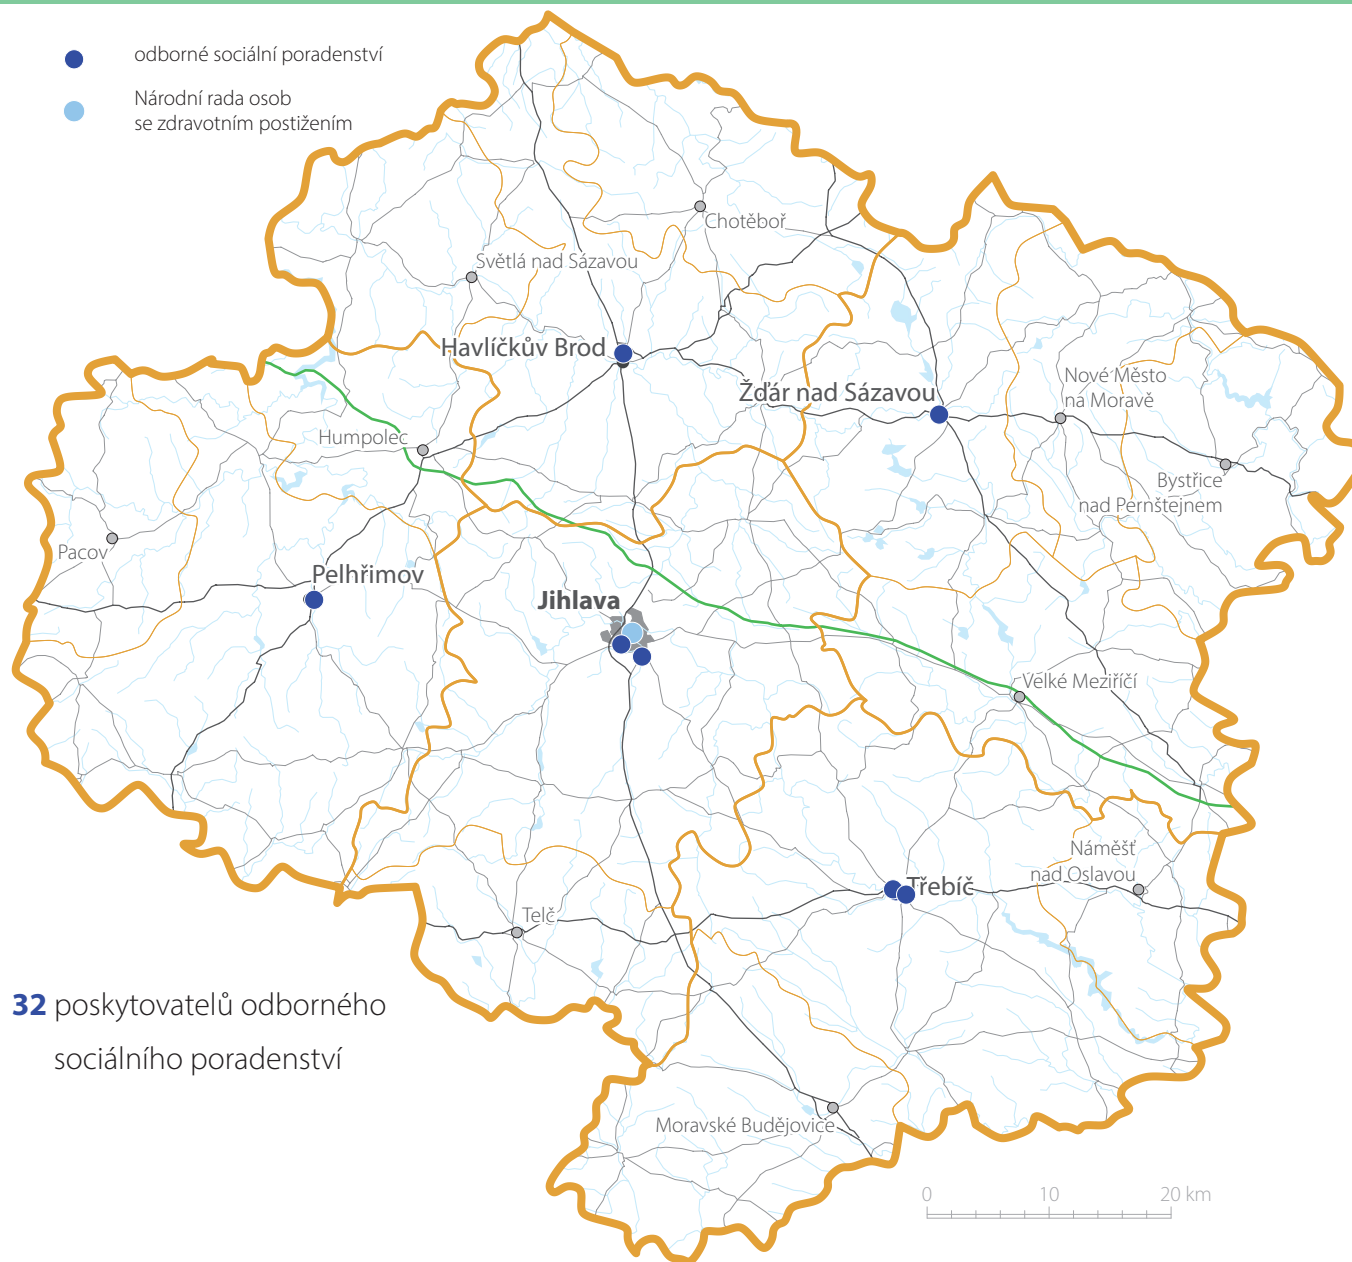 odborné sociální poradenství
Národní rada osob
se zdravotním postižením
Chotěboř
Světlá nad Sázavou
Havlíčkův Brod
Žďár nad Sázavou
Nové Město
na Moravě
Humpolec
Bystřice
nad Pernštejnem
Pacov
Pelhřimov
Jihlava
Velké Meziříčí
Náměšť
nad Oslavou
Třebíč
Telč
32 poskytovatelů odborného
sociálního poradenství
Moravské Budějovice
0 10 20 km